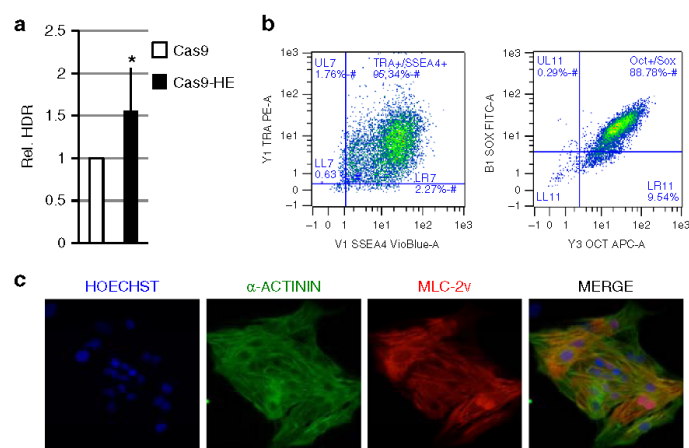 a
Rel. HDR
2.5
2
1.5
1
0.5
0
*
Cas9
Cas9-HE
b
1e3
1e2
1e1
1
0
−1
Y1 TRA PE-A
UL7
1.76%-#
TRA+/SSEA4+
95.34%-#
LL7
0.63
LR7
2.27%-#
−1 0 1 1e1 1e2 1e3
V1 SSEA4 VioBlue-A
1e3
1e2
1e1
1
0
−1
B1 SOX FITC-A
UL11
0.29%-#
Oct+/Sox
88.78%-#
LL11
LR11
9.54%
−1 0 1 1e1 1e2 1e3
Y3 OCT APC-A
c
HOECHST
α-ACTININ
MLC-2v
MERGE